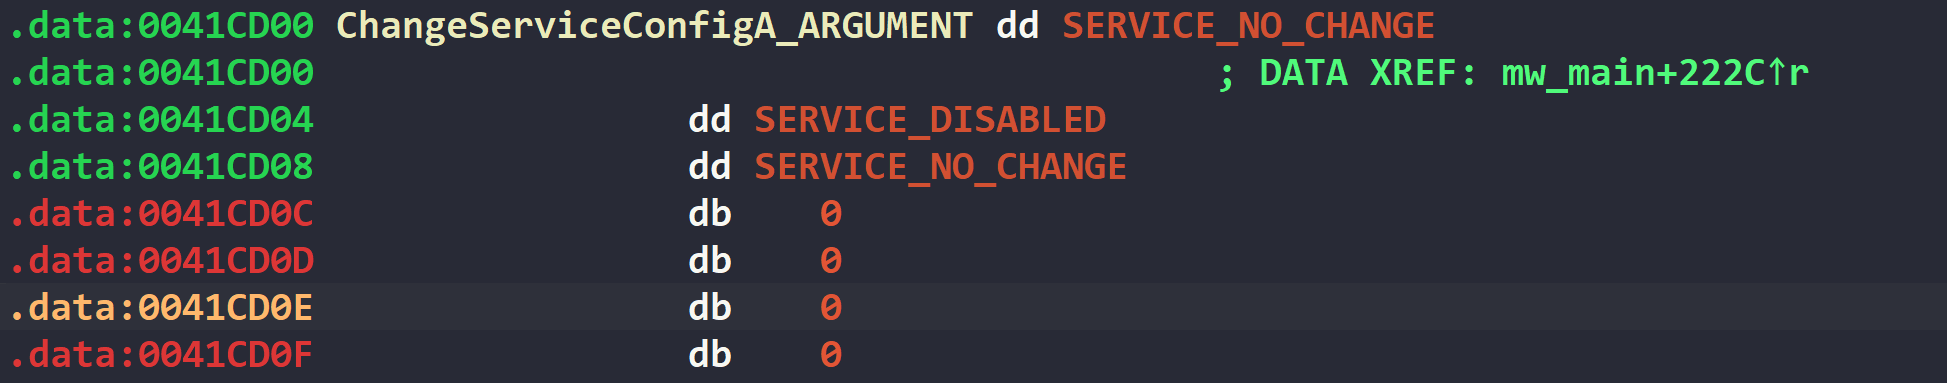 .data:0041CD00 ChangeServiceConfigA_ARGUMENT dd SERVICE_NO_CHANGE
.data:0041CD00 ; DATA XREF: mw_main+222C↑r
.data:0041CD04 dd SERVICE_DISABLED
.data:0041CD08 dd SERVICE_NO_CHANGE
.data:0041CD0C db 0
.data:0041CD0D db 0
.data:0041CD0E db 0
.data:0041CD0F db 0